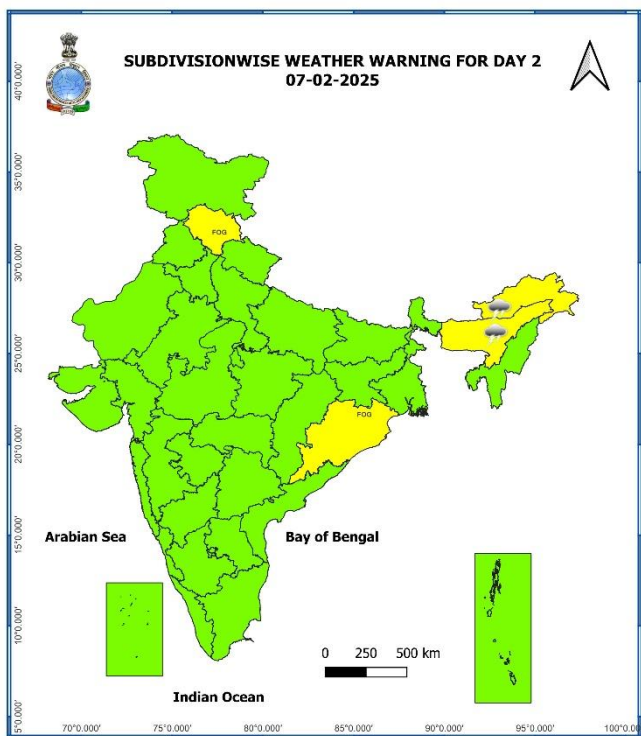 SUBDIVISIONWISE WEATHER WARNING FOR DAY 2
07-02-2025
40°0.000'
35°0.000'
FOG
30°0.000'
25°0.000'
FOG
20°0.000'
Arabian Sea
Bay of Bengal
15°0.000'
10°0.000'
0 250 500 km
Indian Ocean
5°0.000'
70°0.000' 75°0.000' 80°0.000' 85°0.000' 90°0.000' 95°0.000' 100°0.00